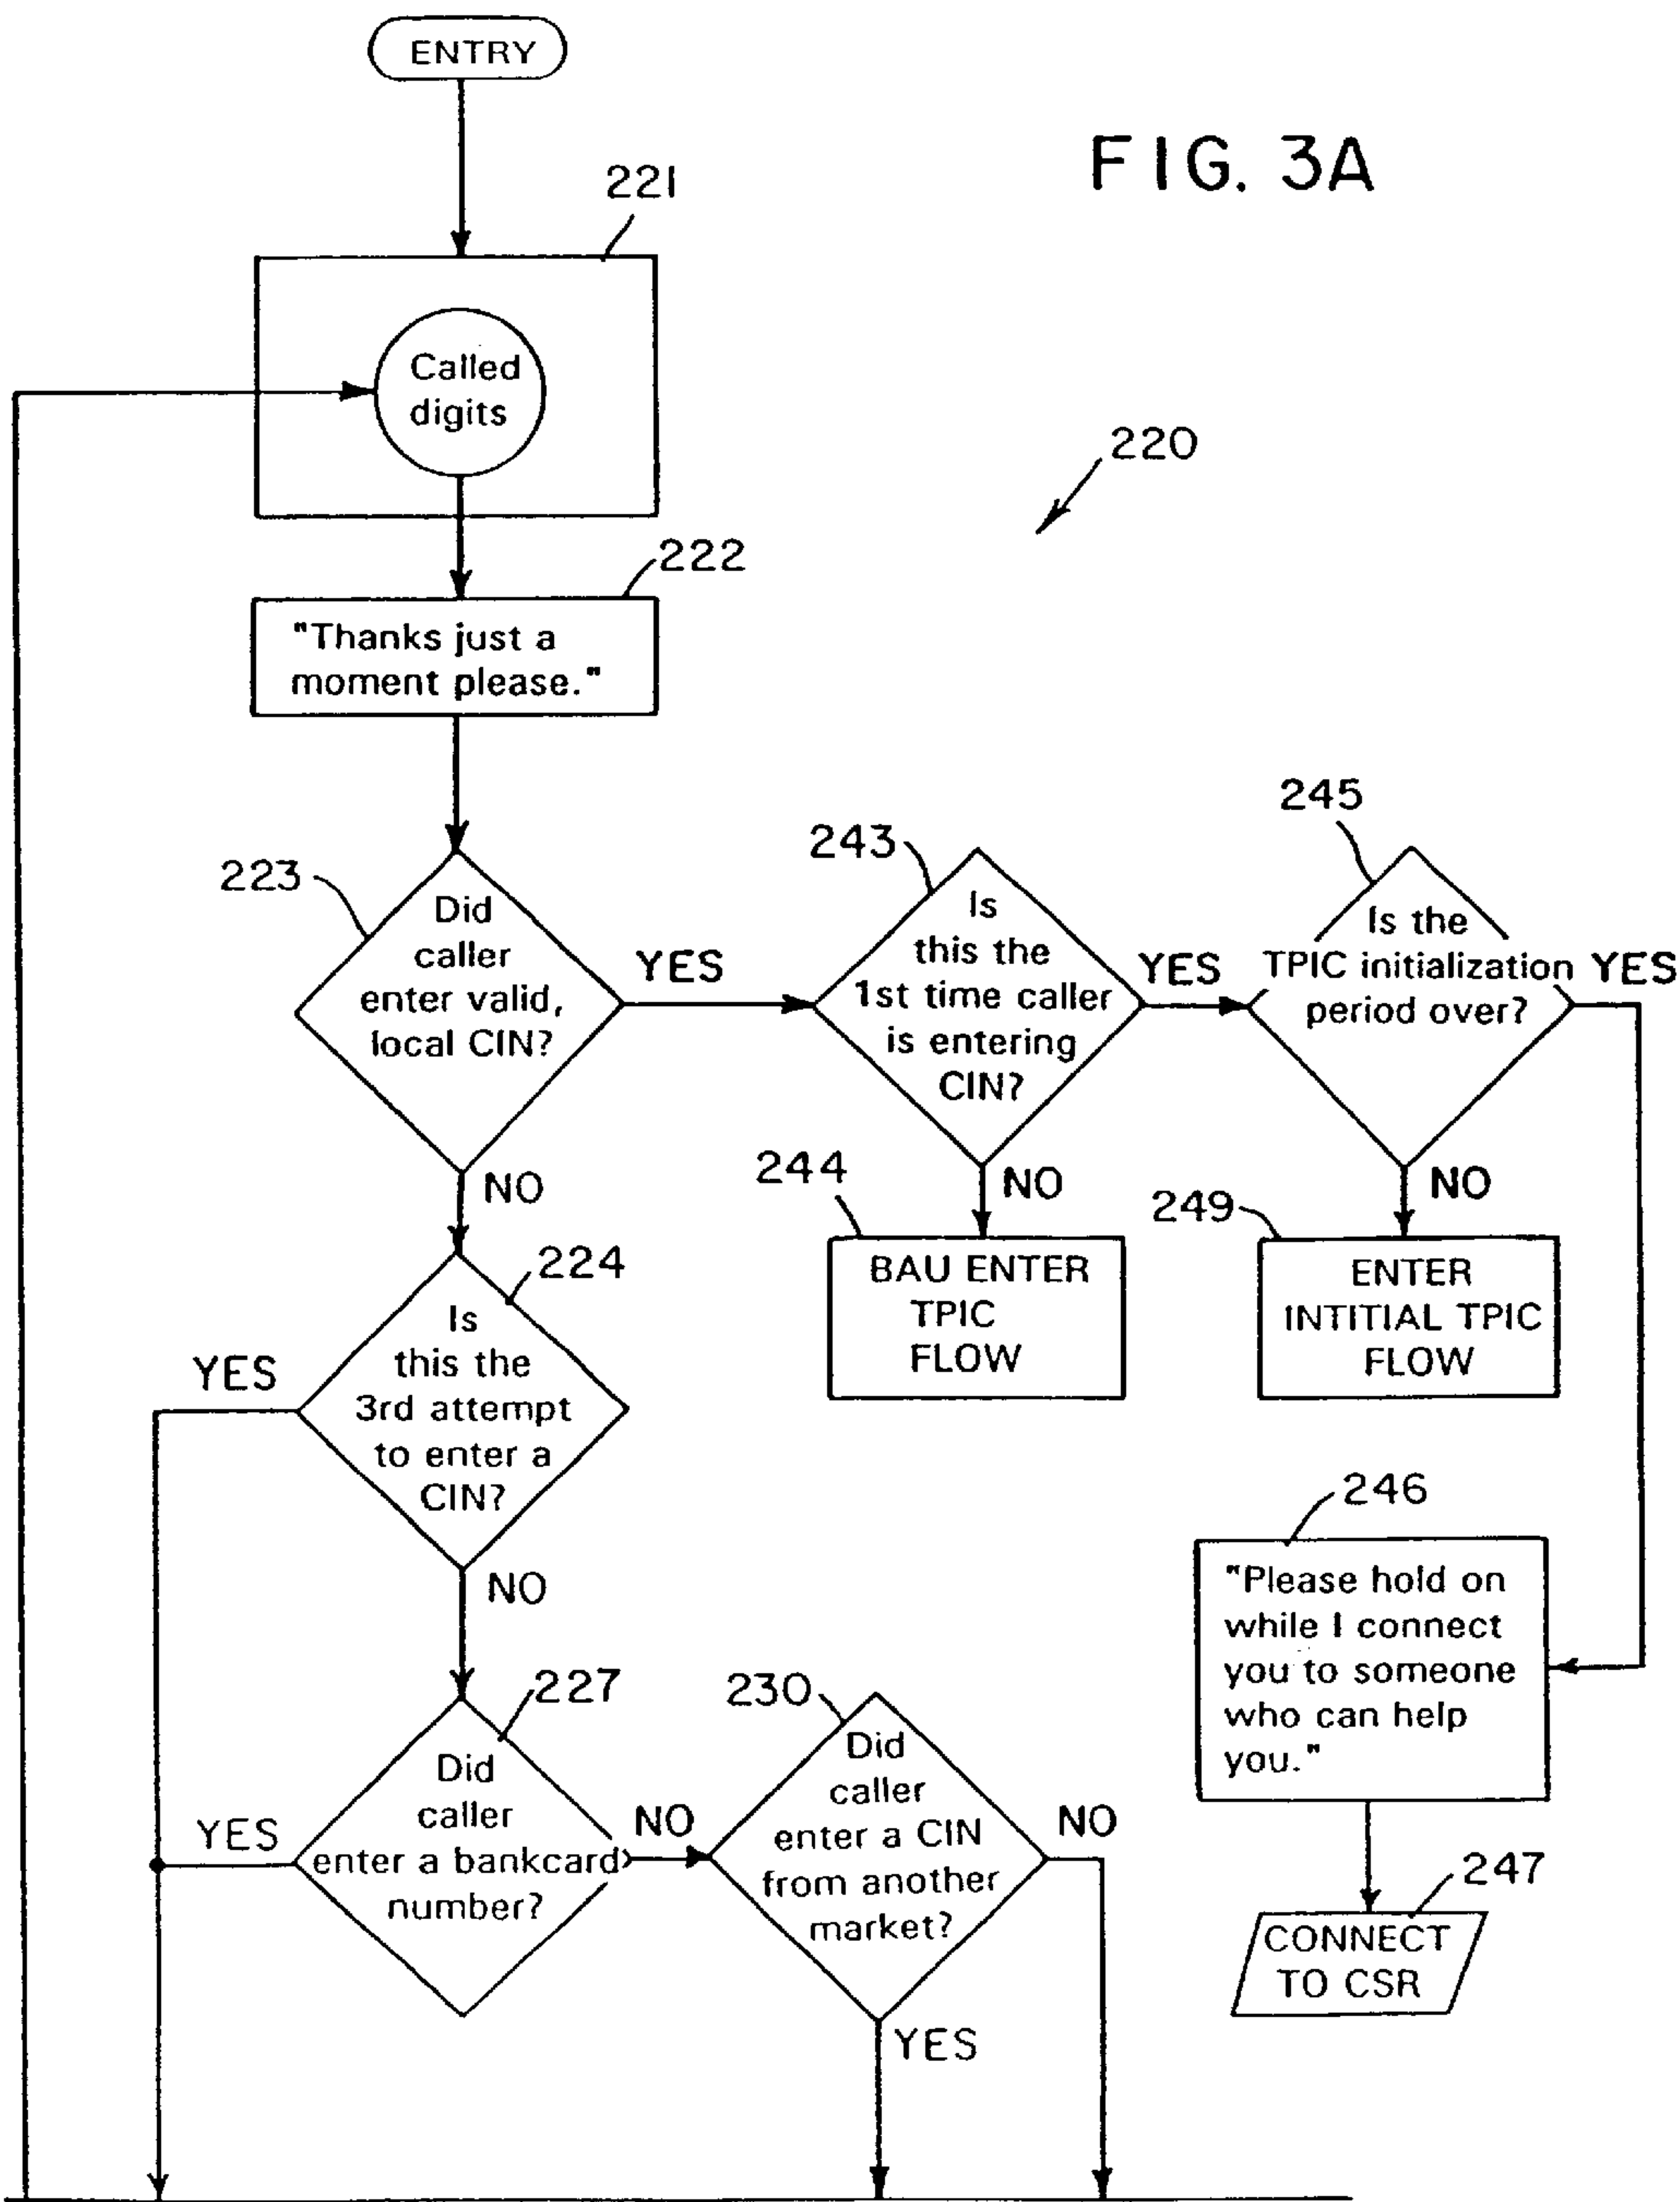 ENTRY
FIG. 3A
221
Called
digits
220
222
"Thanks just a
moment please."
223
Did
caller
enter valid,
local CIN?
YES
243
Is
this the
1st time caller
is entering
CIN?
YES
245
Is the
TPIC initialization
period over?
YES
NO
NO
NO
244
BAU ENTER
TPIC
FLOW
249
ENTER
INTITIAL TPIC
FLOW
224
Is
this the
3rd attempt
to enter a
CIN?
YES
NO
246
"Please hold on
while I connect
you to someone
who can help
you."
227
Did
caller
enter a bankcard
number?
YES
NO
230
Did
caller
enter a CIN
from another
market?
NO
YES
247
CONNECT
TO CSR